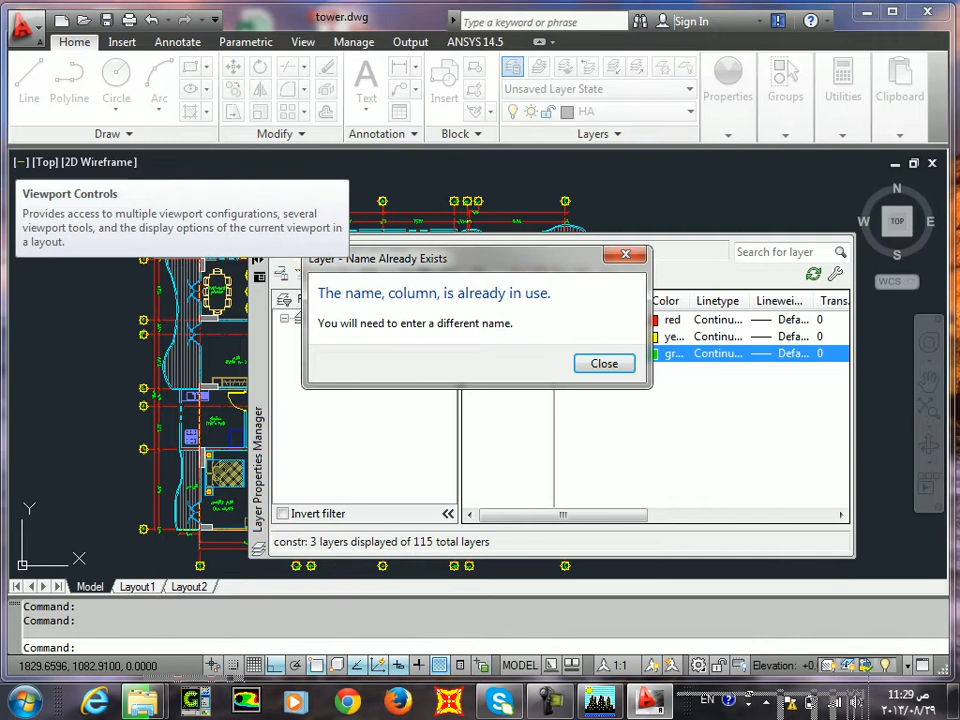 tower.dwg
Type a keyword or phrase
Sign In
Home Insert Annotate Parametric View Manage Output ANSYS 14.5
Line Polyline Circle Arc
Text
Insert
Unsaved Layer State
HA
Properties Groups Utilities Clipboard
Draw Modify Annotation Block Layers
[−] [Top] [2D Wireframe]
Viewport Controls
Provides access to multiple viewport configurations, several
viewport tools, and the display options of the current viewport in
a layout.
N
W TOP E
S
WCS
Search for layer
Layer - Name Already Exists
The name, column, is already in use.
You will need to enter a different name.
Close
Color Linetype Linewei... Trans...
red Continu... Defa... 0
ye... Continu... Defa... 0
gr... Continu... Defa... 0
Layer Properties Manager
Invert filter
constr: 3 layers displayed of 115 total layers
Y
X
Model Layout1 Layout2
Command:
Command:
Command:
1829.6596, 1082.9100, 0.0000
MODEL
1:1
Elevation: +0.
EN
11:29 ص
٢٠١٣/٠٨/٢٩